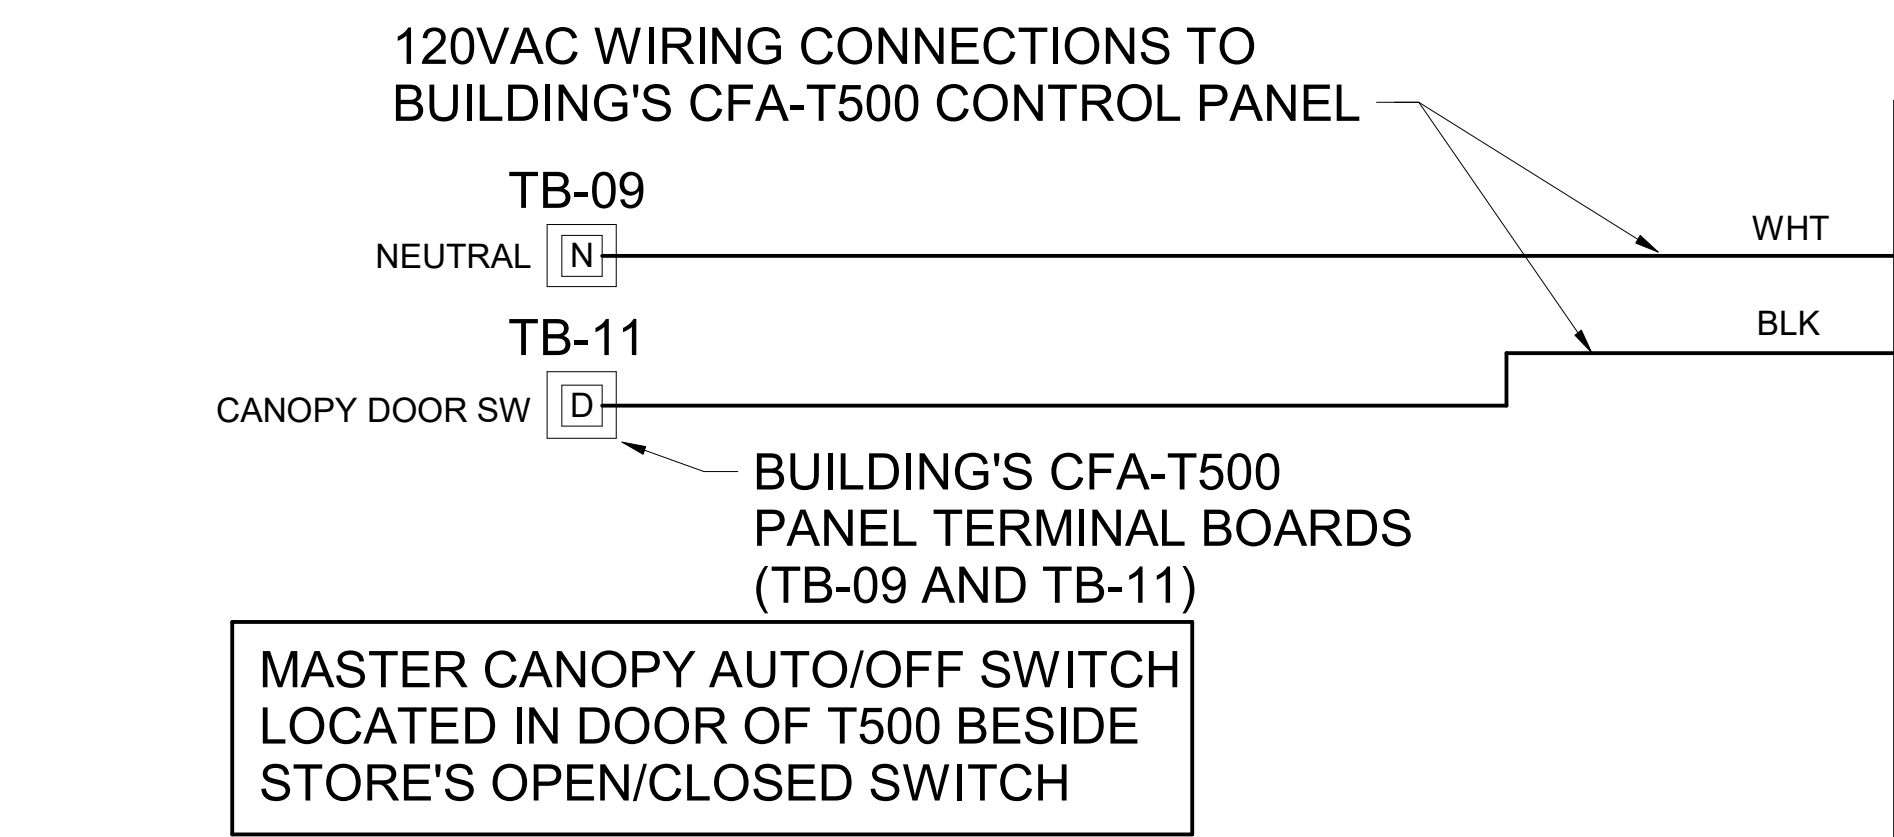 120VAC WIRING CONNECTIONS TO
BUILDING'S CFA-T500 CONTROL PANEL
TB-09
NEUTRAL N
WHT
TB-11
BLK
CANOPY DOOR SW D
BUILDING'S CFA-T500
PANEL TERMINAL BOARDS
(TB-09 AND TB-11)
MASTER CANOPY AUTO/OFF SWITCH
LOCATED IN DOOR OF T500 BESIDE
STORE'S OPEN/CLOSED SWITCH